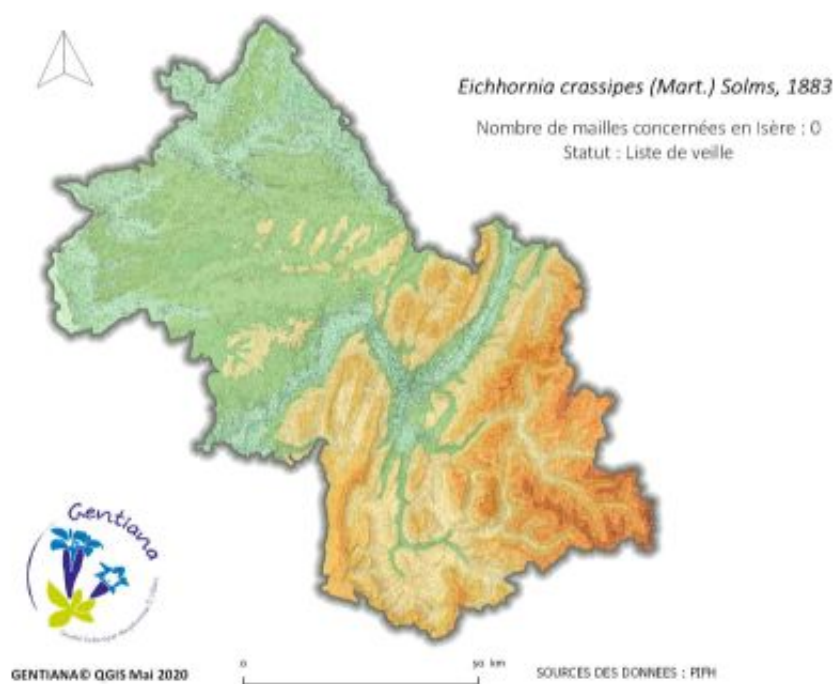 Eichhornia crassipes (Mart.) Solms, 1883
Nombre de mailles concernées en Isère : 0
Statut : Liste de veille
Gentiana
0 50 km
GENTIANA© QGIS Mai 2020
SOURCES DES DONNEES : PIFH